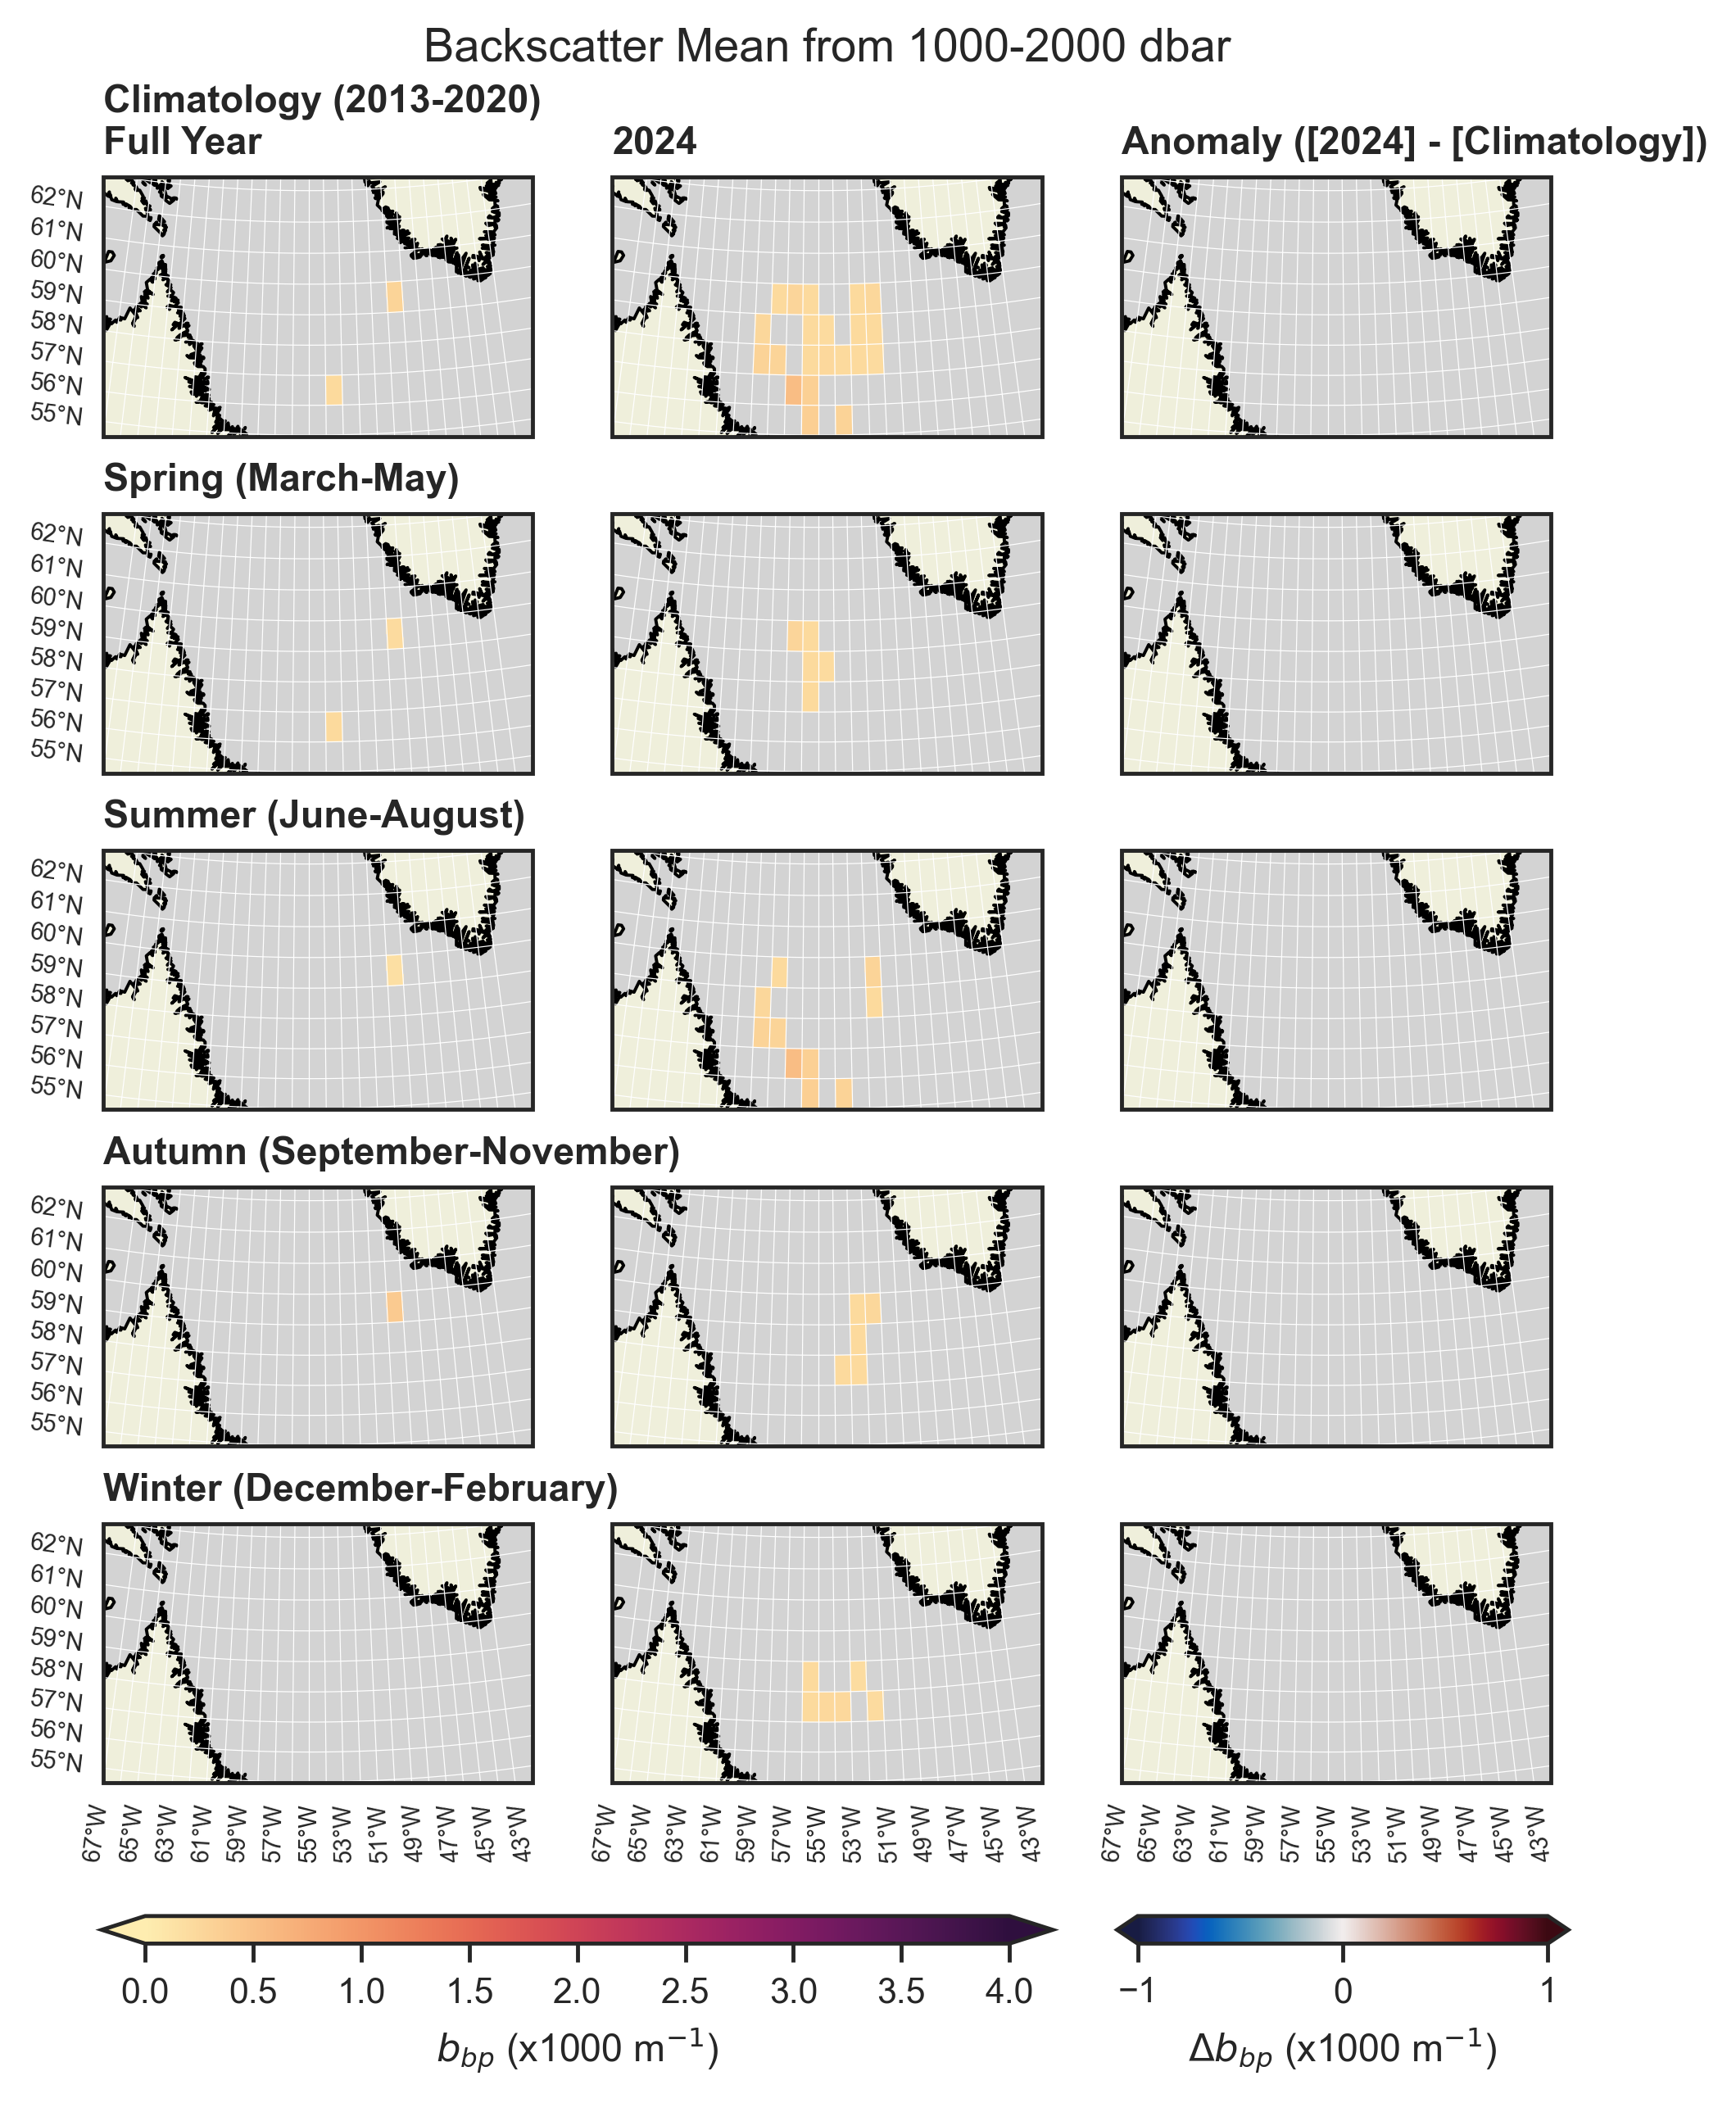 Backscatter Mean from 1000-2000 dbar
Climatology (2013-2020)
Full Year
2024
Anomaly ([2024] - [Climatology])
62°N
61°N
60°N
59°N
58°N
57°N
56°N
55°N
Spring (March-May)
62°N
61°N
60°N
59°N
58°N
57°N
56°N
55°N
Summer (June-August)
62°N
61°N
60°N
59°N
58°N
57°N
56°N
55°N
Autumn (September-November)
62°N
61°N
60°N
59°N
58°N
57°N
56°N
55°N
Winter (December-February)
62°N
61°N
60°N
59°N
58°N
57°N
56°N
55°N
67°W 65°W 63°W 61°W 59°W 57°W 55°W 53°W 51°W 49°W 47°W 45°W 43°W
67°W 65°W 63°W 61°W 59°W 57°W 55°W 53°W 51°W 49°W 47°W 45°W 43°W
67°W 65°W 63°W 61°W 59°W 57°W 55°W 53°W 51°W 49°W 47°W 45°W 43°W
0.0 0.5 1.0 1.5 2.0 2.5 3.0 3.5 4.0
b_{bp} (x1000 m^{−1})
−1 0 1
Δb_{bp} (x1000 m^{−1})